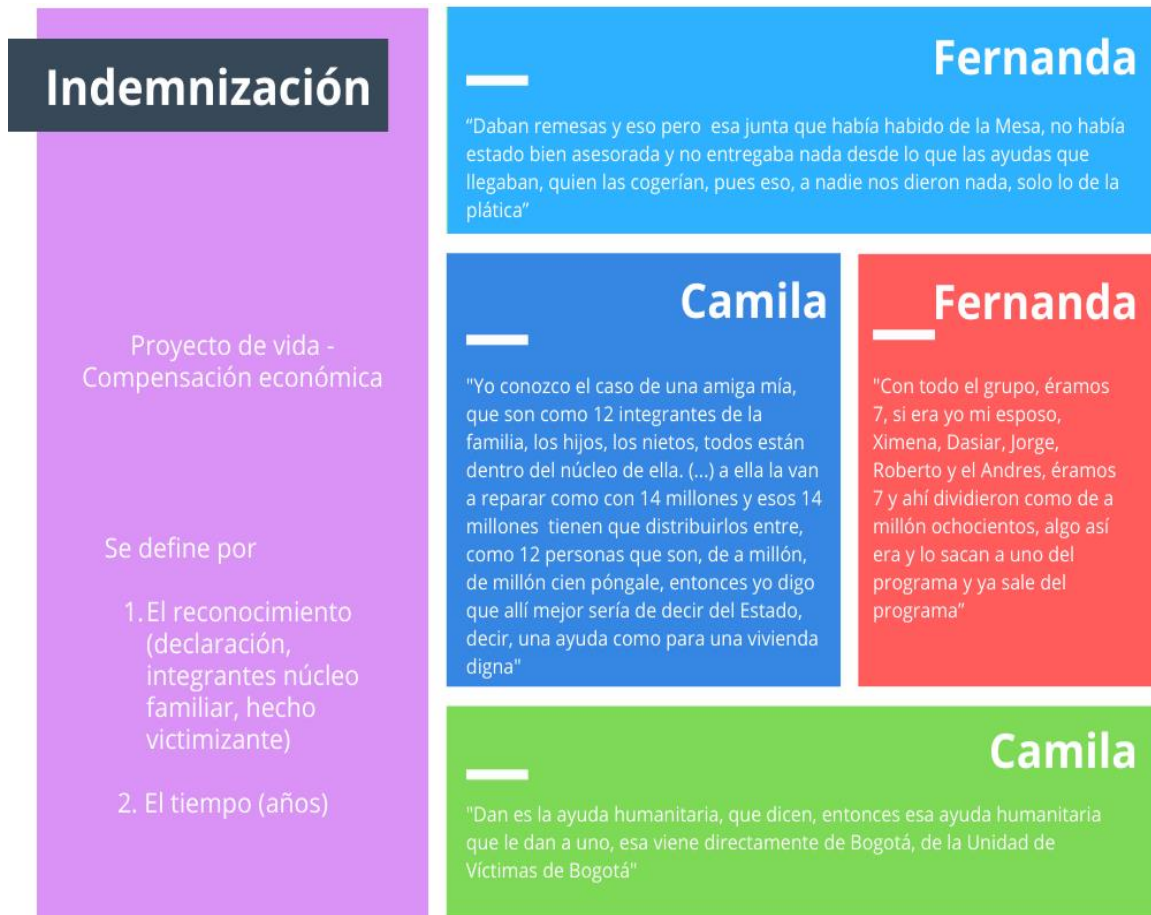 Indemnización
Proyecto de vida -
Compensación económica
Se define por
1. El reconocimiento
(declaración,
integrantes núcleo
familiar, hecho
victimizante)
2. El tiempo (años)
Fernanda
“Daban remesas y eso pero  esa junta que había habido de la Mesa, no había
estado bien asesorada y no entregaba nada desde lo que las ayudas que
llegaban, quien las cogerían, pues eso, a nadie nos dieron nada, solo lo de la
plática”
Camila
"Yo conozco el caso de una amiga mía,
que son como 12 integrantes de la
familia, los hijos, los nietos, todos están
dentro del núcleo de ella. (...) a ella la van
a reparar como con 14 millones y esos 14
millones  tienen que distribuirlos entre,
como 12 personas que son, de a millón,
de millón cien póngale, entonces yo digo
que allí mejor sería de decir del Estado,
decir, una ayuda como para una vivienda
digna"
Fernanda
"Con todo el grupo, éramos
7, si era yo mi esposo,
Ximena, Dasiar, Jorge,
Roberto y el Andres, éramos
7 y ahí dividieron como de a
millón ochocientos, algo así
era y lo sacan a uno del
programa y ya sale del
programa”
Camila
"Dan es la ayuda humanitaria, que dicen, entonces esa ayuda humanitaria
que le dan a uno, esa viene directamente de Bogotá, de la Unidad de
Víctimas de Bogotá"